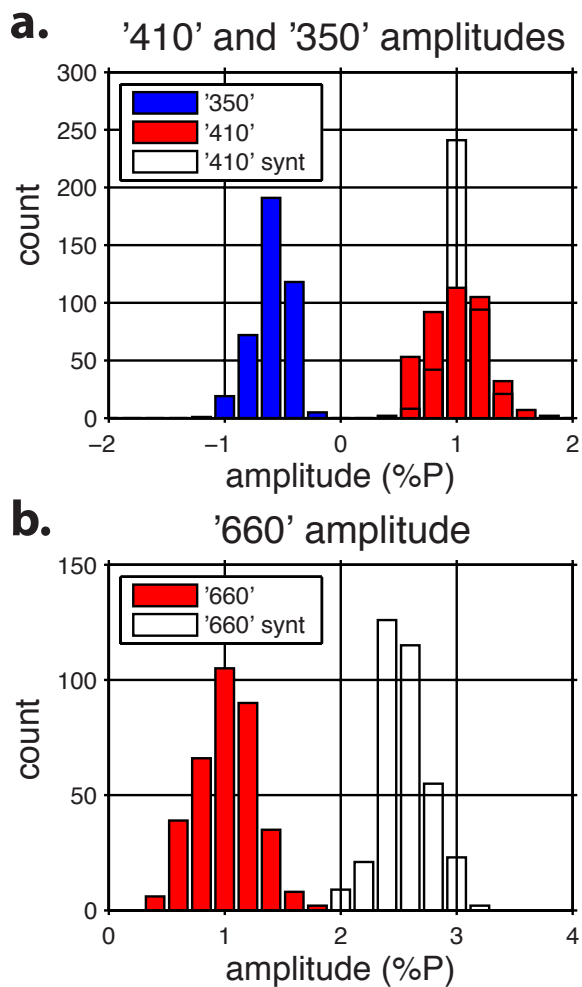 a.
'410' and '350' amplitudes
300
250
200
150
100
50
0
count
'350'
'410'
'410' synt
−2 −1 0 1 2
amplitude (%P)
b.
'660' amplitude
150
100
50
0
count
'660'
'660' synt
0 1 2 3 4
amplitude (%P)